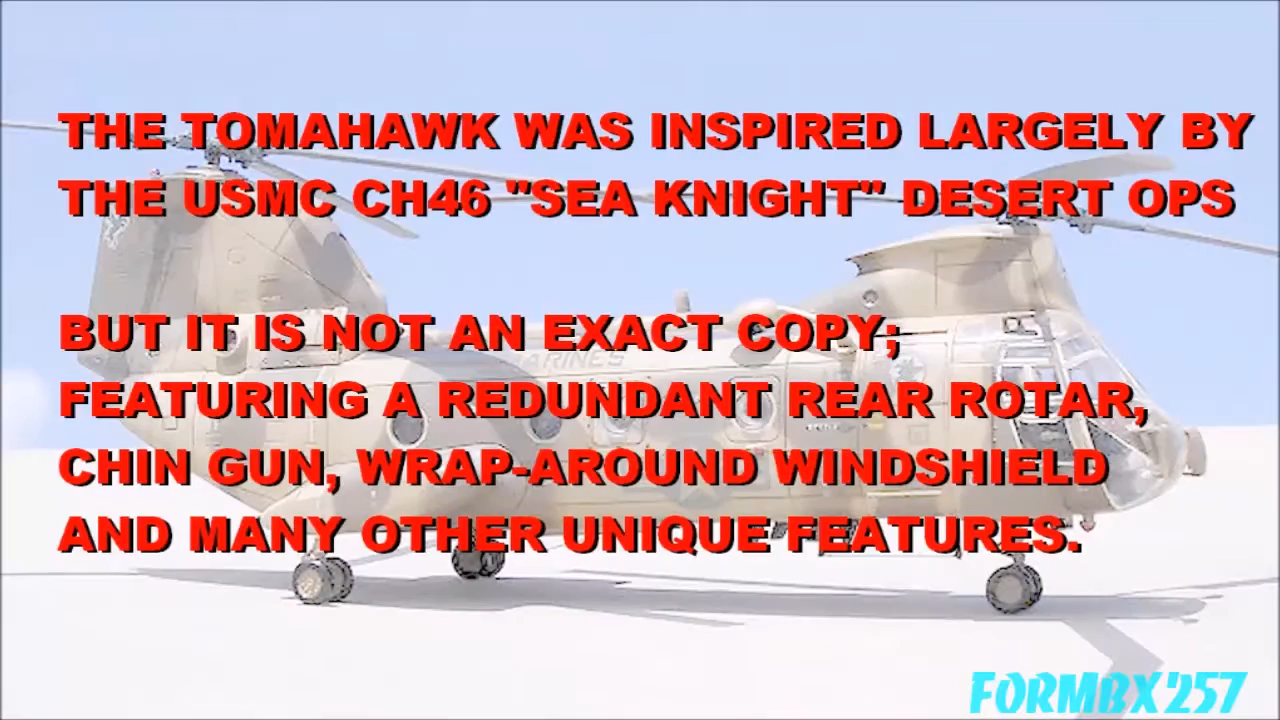 THE TOMAHAWK WAS INSPIRED LARGELY BY
THE USMC CH46 "SEA KNIGHT" DESERT OPS
BUT IT IS NOT AN EXACT COPY;
FEATURING A REDUNDANT REAR ROTAR,
CHIN GUN, WRAP-AROUND WINDSHIELD
AND MANY OTHER UNIQUE FEATURES.
MARINES
FORMBX257